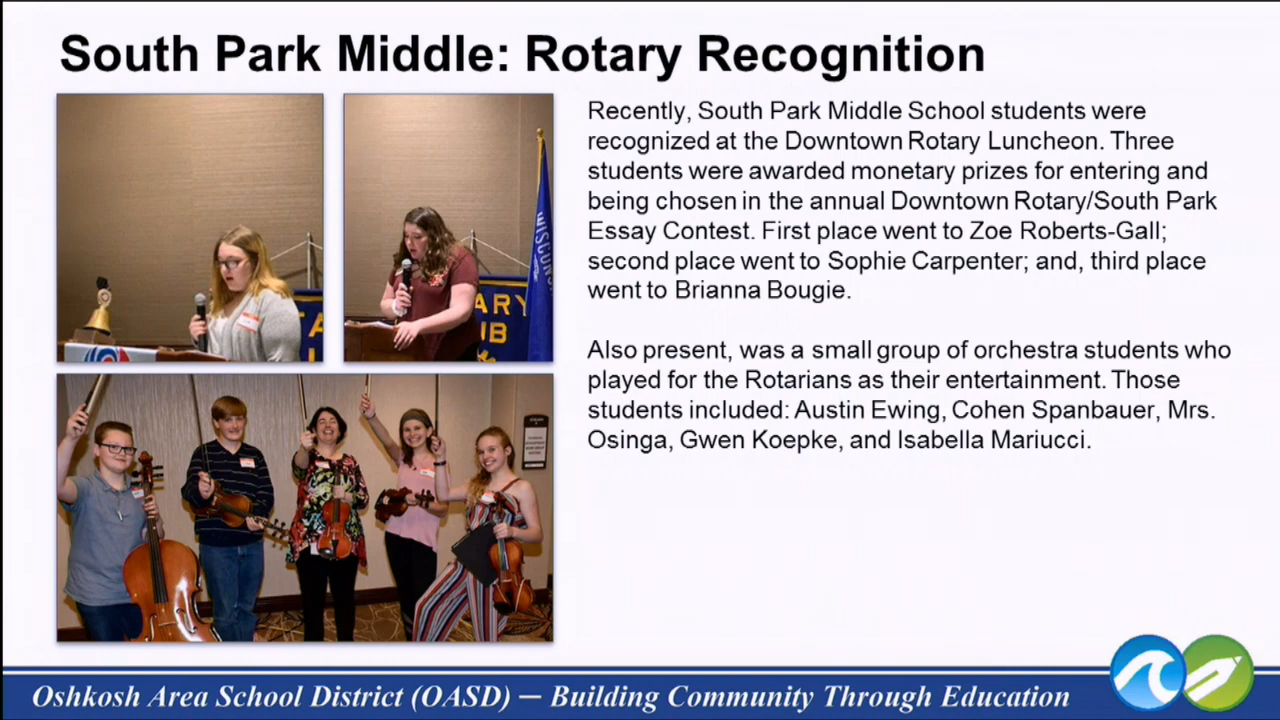 South Park Middle: Rotary Recognition
Recently, South Park Middle School students were
recognized at the Downtown Rotary Luncheon. Three
students were awarded monetary prizes for entering and
being chosen in the annual Downtown Rotary/South Park
Essay Contest. First place went to Zoe Roberts-Gall;
second place went to Sophie Carpenter; and, third place
went to Brianna Bougie.
Also present, was a small group of orchestra students who
played for the Rotarians as their entertainment. Those
students included: Austin Ewing, Cohen Spanbauer, Mrs.
Osinga, Gwen Koepke, and Isabella Mariucci.
WISCONS
TA
ARY
UB
Oshkosh Area School District (OASD) — Building Community Through Education